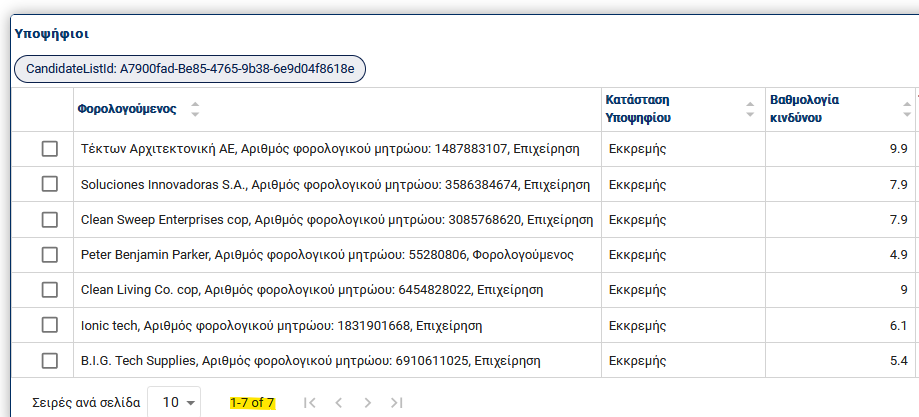 Υποψήφιοι
CandidateListId: A7900fad-Be85-4765-9b38-6e9d04f8618e
Φορολογούμενος Κατάσταση Υποψηφίου Βαθμολογία κινδύνου
Τέκτων Αρχιτεκτονική ΑΕ, Αριθμός φορολογικού μητρώου: 1487883107, Επιχείρηση Εκκρεμής 9.9
Soluciones Innovadoras S.A., Αριθμός φορολογικού μητρώου: 3586384674, Επιχείρηση Εκκρεμής 7.9
Clean Sweep Enterprises cop, Αριθμός φορολογικού μητρώου: 3085768620, Επιχείρηση Εκκρεμής 7.9
Peter Benjamin Parker, Αριθμός φορολογικού μητρώου: 55280806, Φορολογούμενος Εκκρεμής 4.9
Clean Living Co. cop, Αριθμός φορολογικού μητρώου: 6454828022, Επιχείρηση Εκκρεμής 9
Ionic tech, Αριθμός φορολογικού μητρώου: 1831901668, Επιχείρηση Εκκρεμής 6.1
B.I.G. Tech Supplies, Αριθμός φορολογικού μητρώου: 6910611025, Επιχείρηση Εκκρεμής 5.4
Σειρές ανά σελίδα 10 1-7 of 7